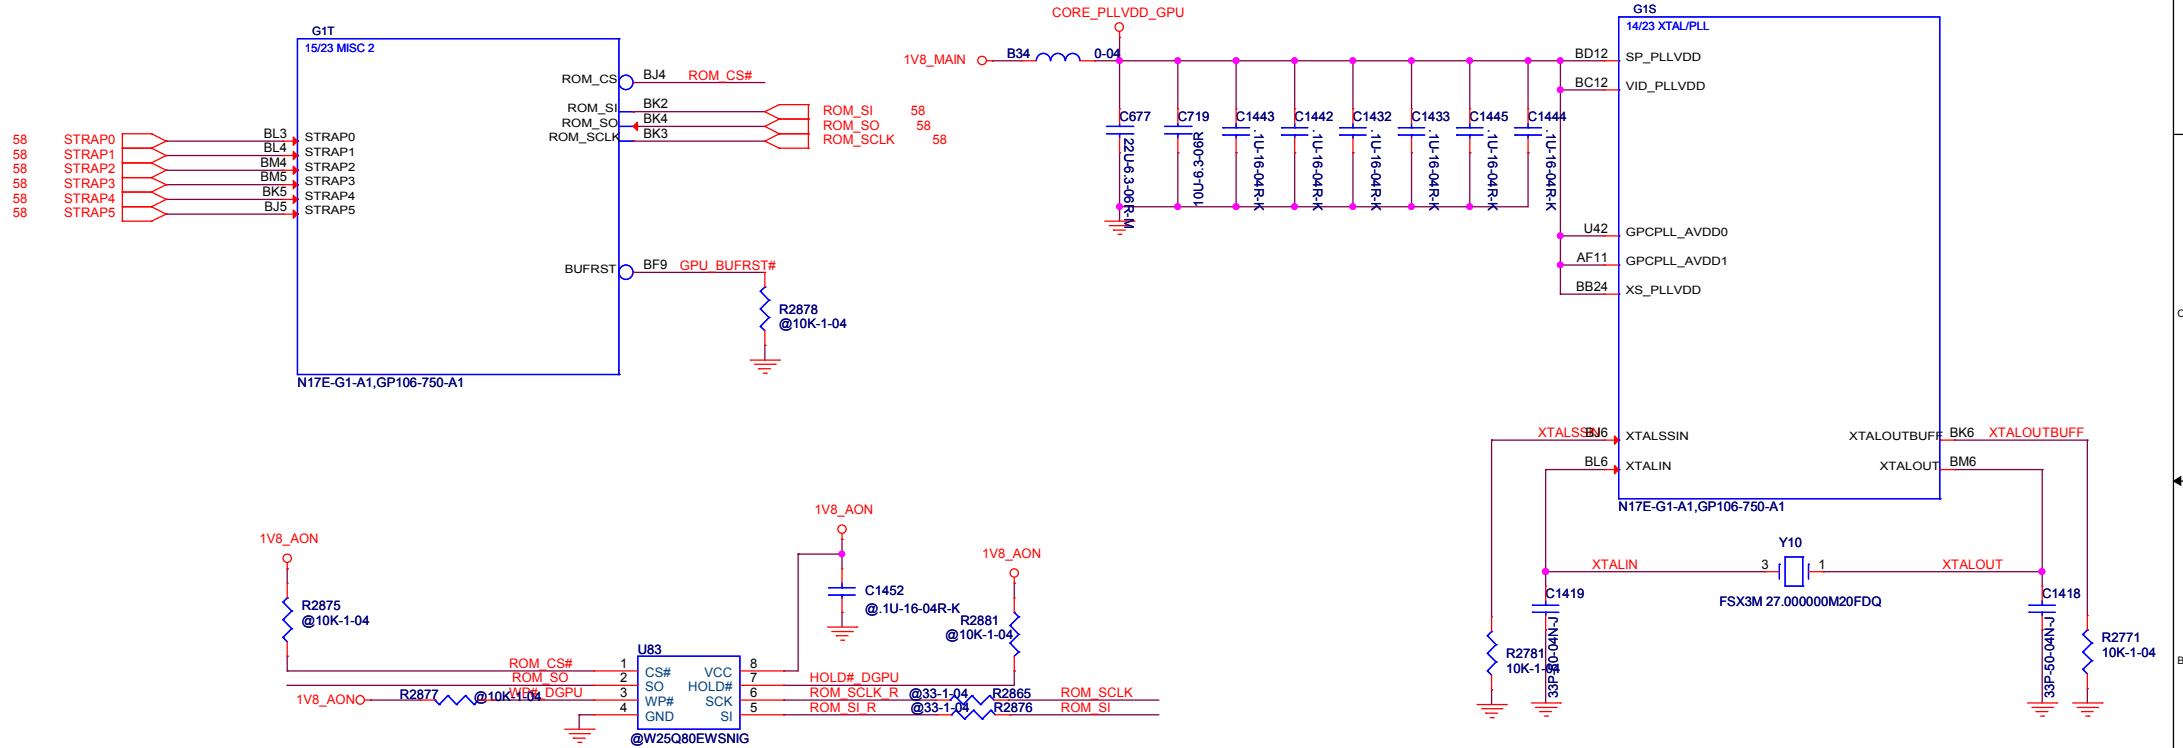 G1T
15/23 MISC 2
ROM_CS
BJ4
ROM_CS#
ROM_SI
BK2
ROM_SI
58
ROM_SO
BK4
ROM_SO
58
ROM_SCLK
BK3
ROM_SCLK
58
58
STRAP0
BL3
STRAP0
58
STRAP1
BL4
STRAP1
58
STRAP2
BM4
STRAP2
58
STRAP3
BM5
STRAP3
58
STRAP4
BK5
STRAP4
58
STRAP5
BJ5
STRAP5
BUFRST
BF9
GPU_BUFRST#
R2878
@10K-1-04
N17E-G1-A1,GP106-750-A1
CORE_PLLVDD_GPU
1V8_MAIN
B34
0-04
C677
22U-6.3-06R-M
C719
10U-6.3-06R
C1443
.1U-16-04R-K
C1442
.1U-16-04R-K
C1432
.1U-16-04R-K
C1433
.1U-16-04R-K
C1445
.1U-16-04R-K
C1444
.1U-16-04R-K
G1S
14/23 XTAL/PLL
BD12
SP_PLLVDD
BC12
VID_PLLVDD
U42
GPCPLL_AVDD0
AF11
GPCPLL_AVDD1
BB24
XS_PLLVDD
XTALSSIN
BJ6
XTALSSIN
XTALOUTBUFF
BK6
XTALOUTBUFF
BL6
XTALIN
XTALOUT
BM6
N17E-G1-A1,GP106-750-A1
Y10
XTALIN
3
1
XTALOUT
FSX3M 27.000000M20FDQ
C1419
33P-50-04N-J
C1418
33P-50-04N-J
R2781
10K-1-04
R2771
10K-1-04
1V8_AON
1V8_AON
1V8_AON
R2875
@10K-1-04
C1452
@.1U-16-04R-K
R2881
@10K-1-04
U83
ROM_CS#
1
CS#
VCC
8
ROM_SO
2
SO
HOLD#
7
HOLD#_DGPU
1V8_AON
R2877
@10K-1-04
WP#_DGPU
3
WP#
SCK
6
ROM_SCLK_R
@33-1-04
R2865
ROM_SCLK
4
GND
SI
5
ROM_SI_R
@33-1-04
R2876
ROM_SI
@W25Q80EWSNIG
C
B